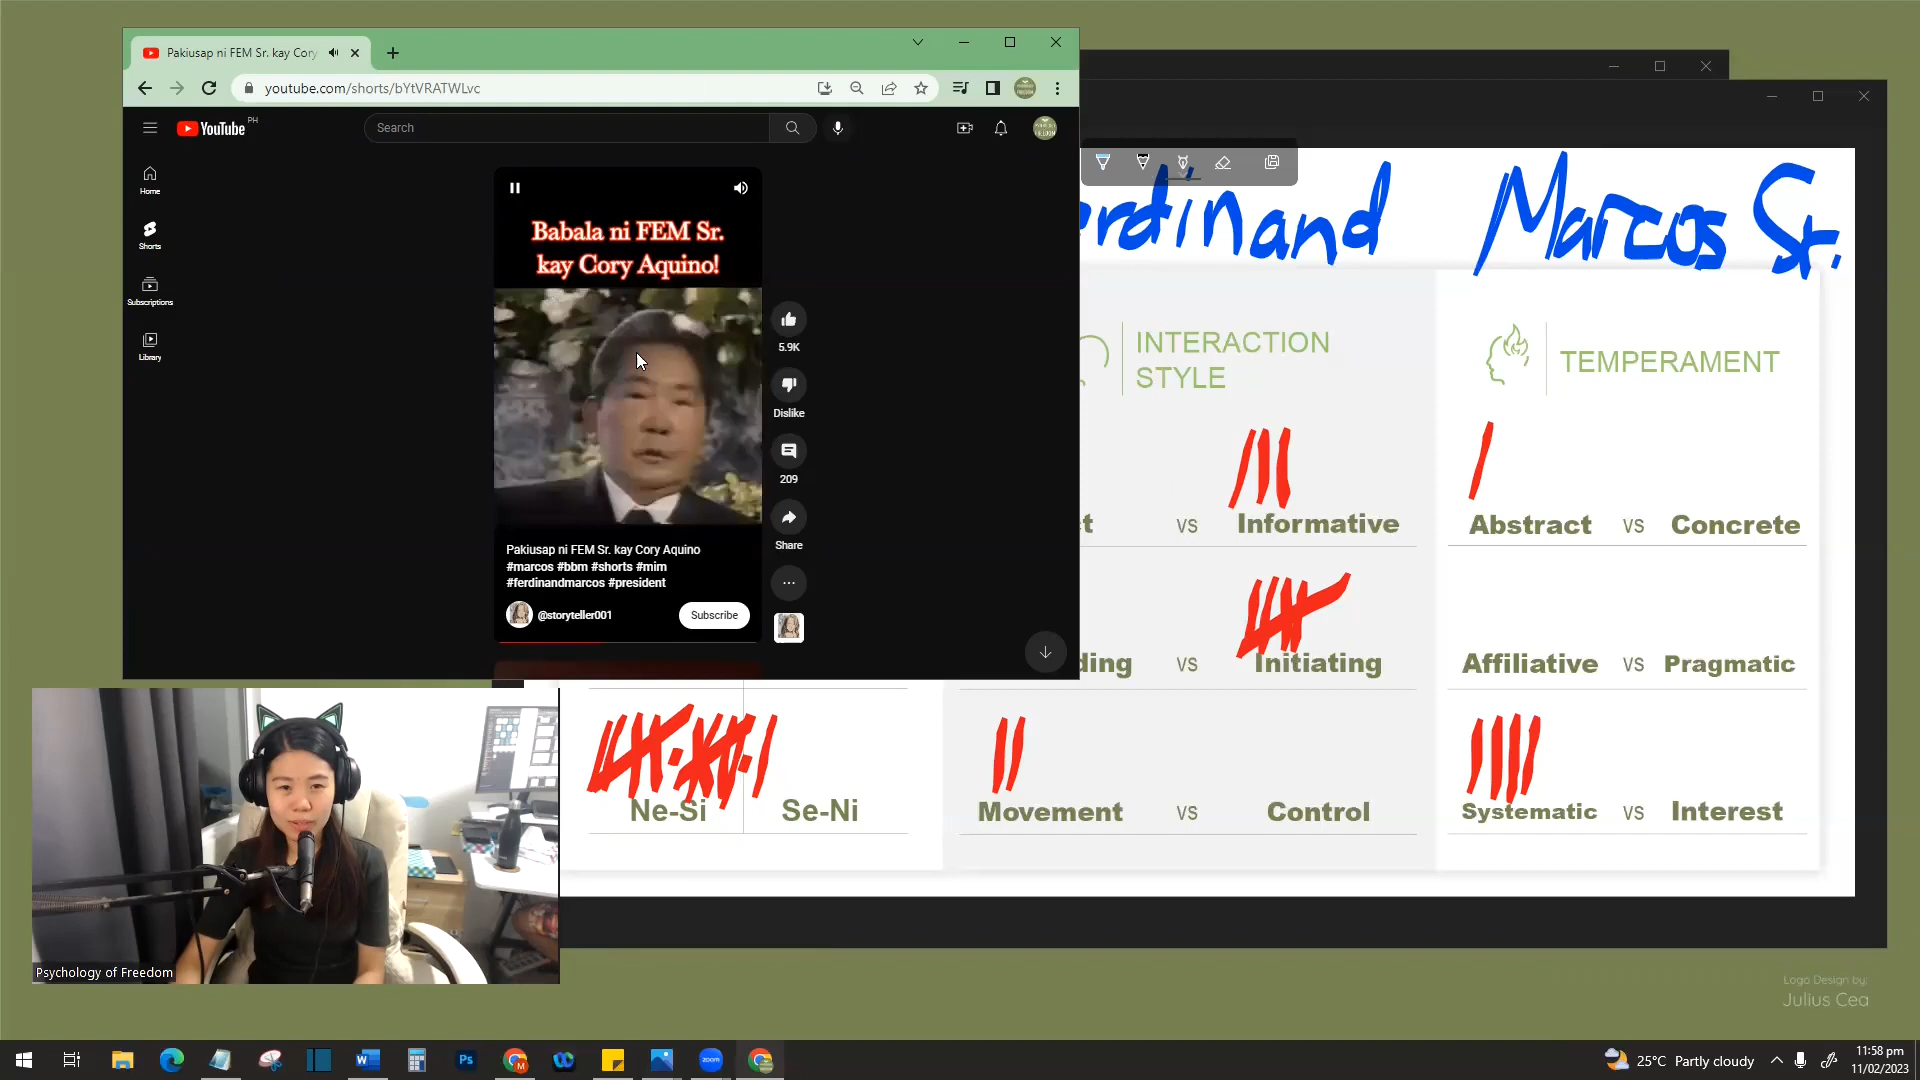 Pakiusap ni FEM Sr. kay Cory
youtube.com/shorts/bYtVRATWLvc
YouTube PH
Search
Home
Shorts
Subscriptions
Library
Babala ni FEM Sr.
kay Cory Aquino!
5.9K
Dislike
209
Share
Pakiusap ni FEM Sr. kay Cory Aquino
#marcos #bbm #shorts #mim
#ferdinandmarcos #president
@storyteller001
Subscribe
erdinand Marcos Sr.
INTERACTION
STYLE
TEMPERAMENT
t vs Informative
Abstract vs Concrete
ding vs Initiating
Affiliative vs Pragmatic
Ne-Si Se-Ni
Movement vs Control
Systematic vs Interest
Psychology of Freedom
Logo Design by:
Julius Cea
25°C Partly cloudy
11:58 pm
11/02/2023